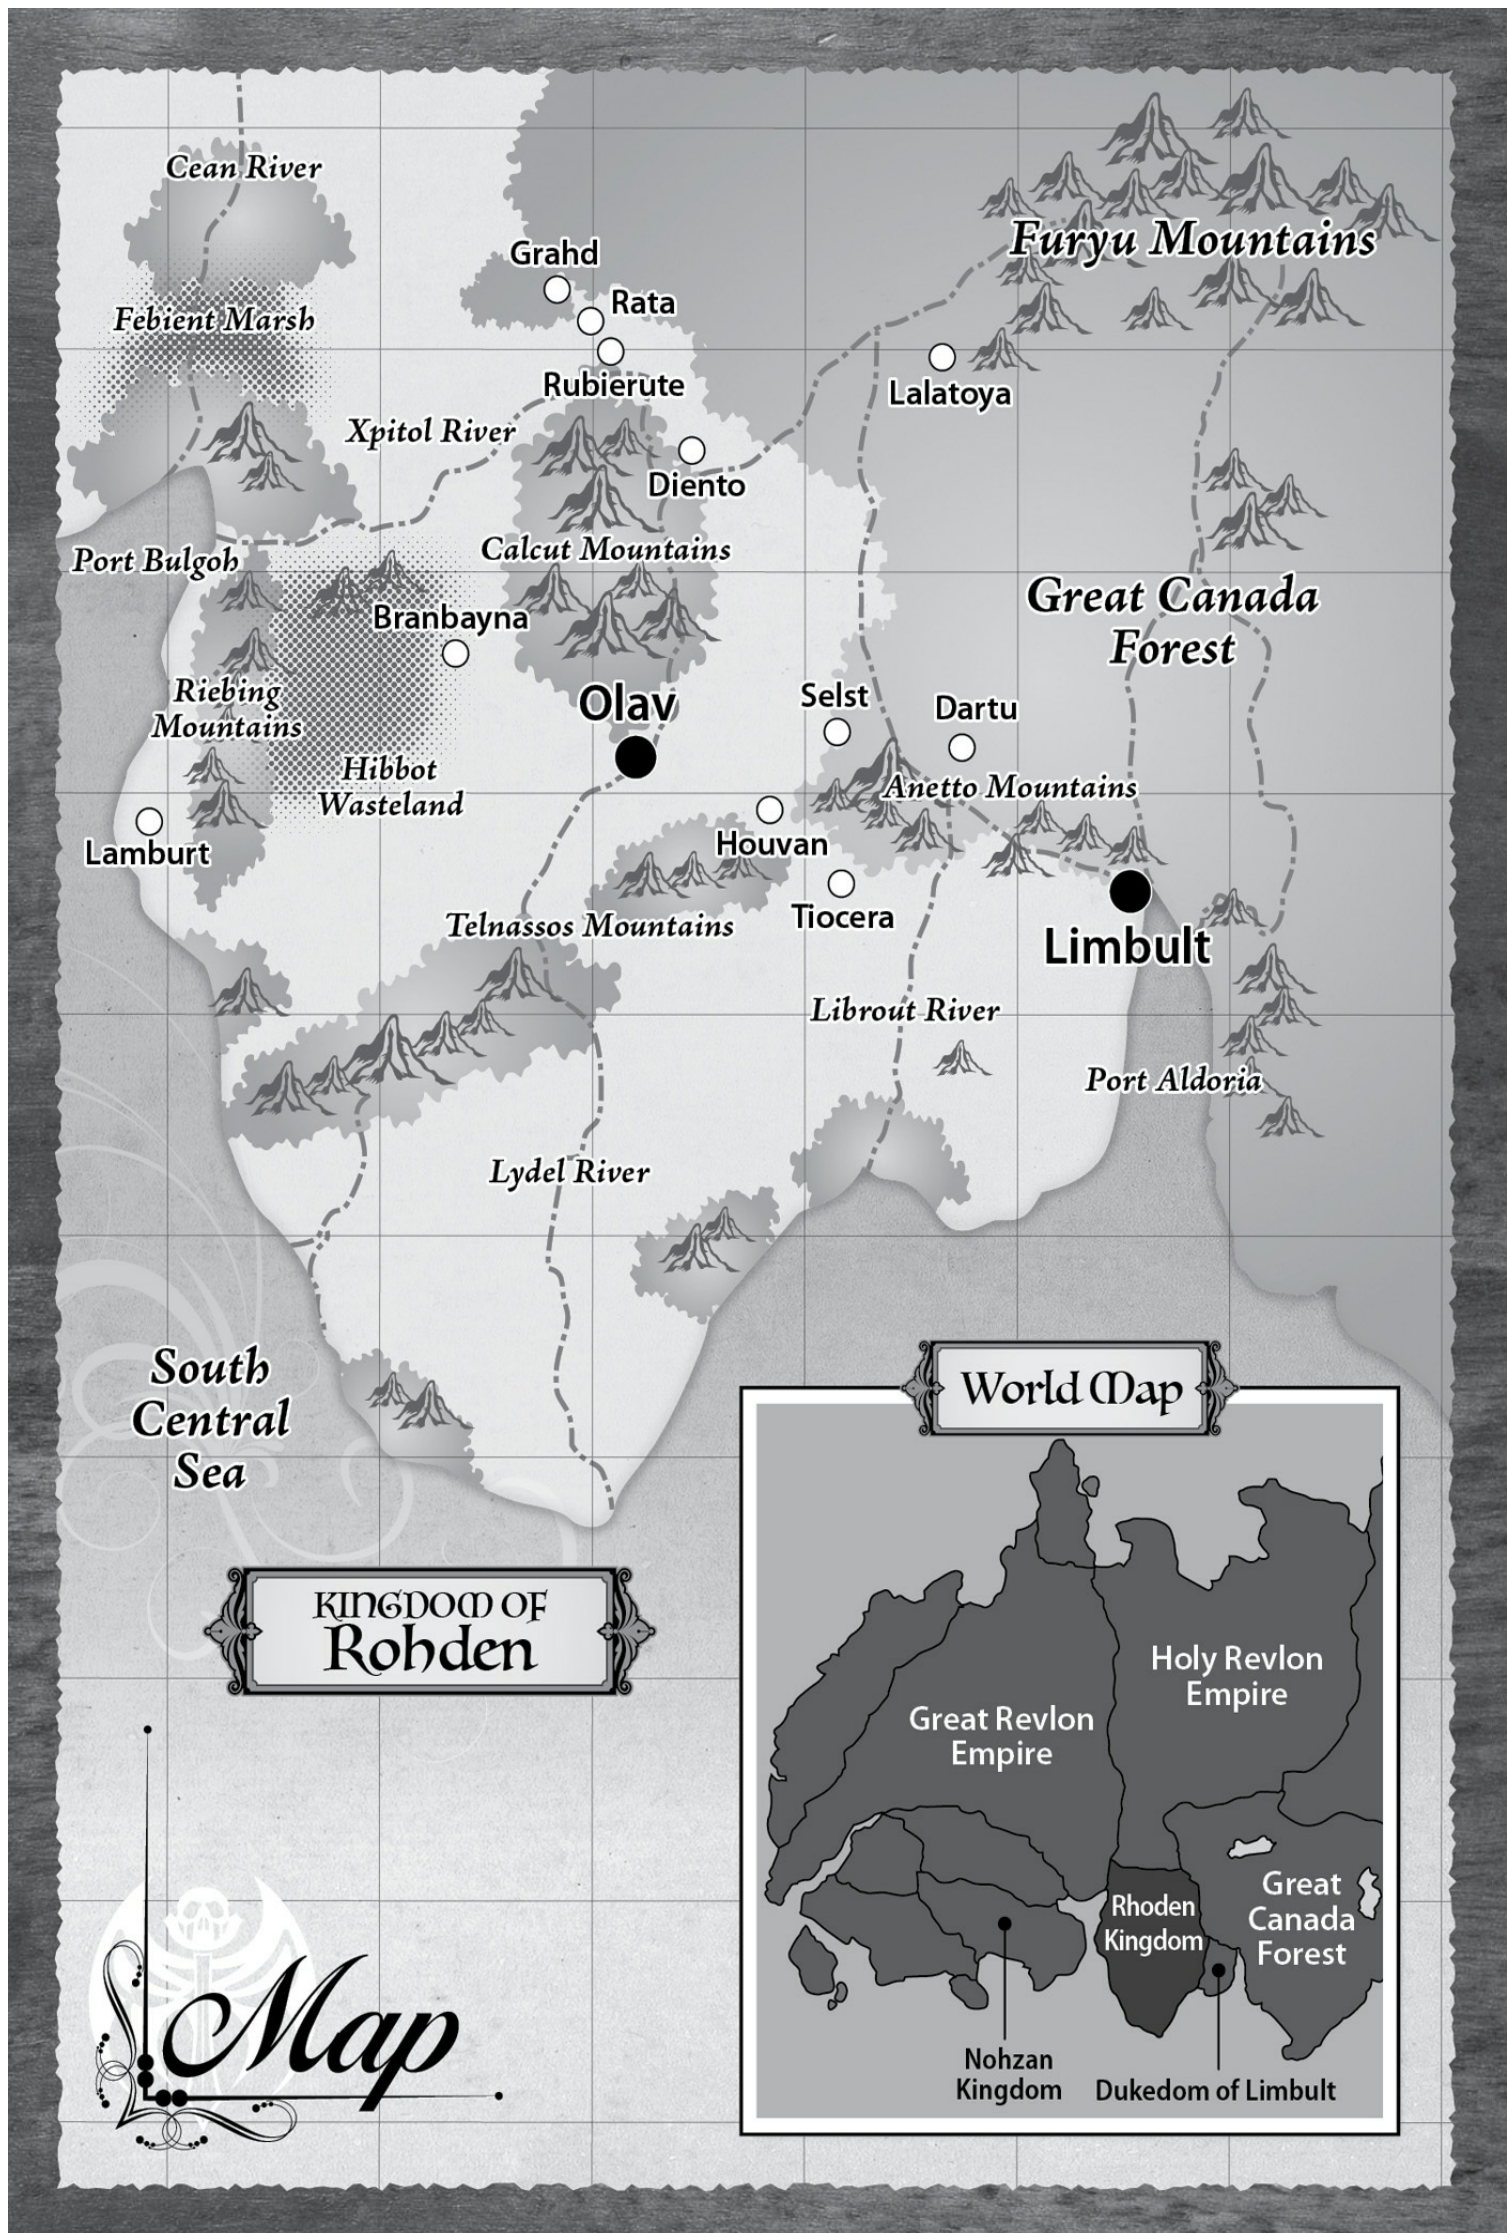 Cean River
Grahd
Furyu Mountains
Rata
Febient Marsh
Rubierute
Lalatoya
Xpitol River
Diento
Calcut Mountains
Port Bulgoh
Great Canada
Forest
Branbayna
Riebing
Mountains
Olav
Selst
Dartu
Hibbot
Wasteland
Anetto Mountains
Lamburt
Houvan
Tiocera
Telnassos Mountains
Limbult
Librout River
Port Aldoria
Lydel River
South
Central
Sea
KINGDOM OF
Rohden
World Map
Holy Revlon
Empire
Great Revlon
Empire
Rhoden
Kingdom
Great
Canada
Forest
Nohzan
Kingdom
Dukedom of Limbult
Map